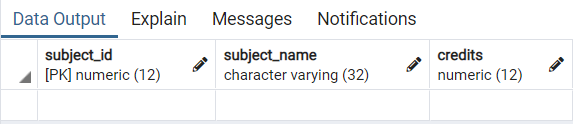 Data Output Explain Messages Notifications
subject_id subject_name credits
[PK] numeric (12) character varying (32) numeric (12)